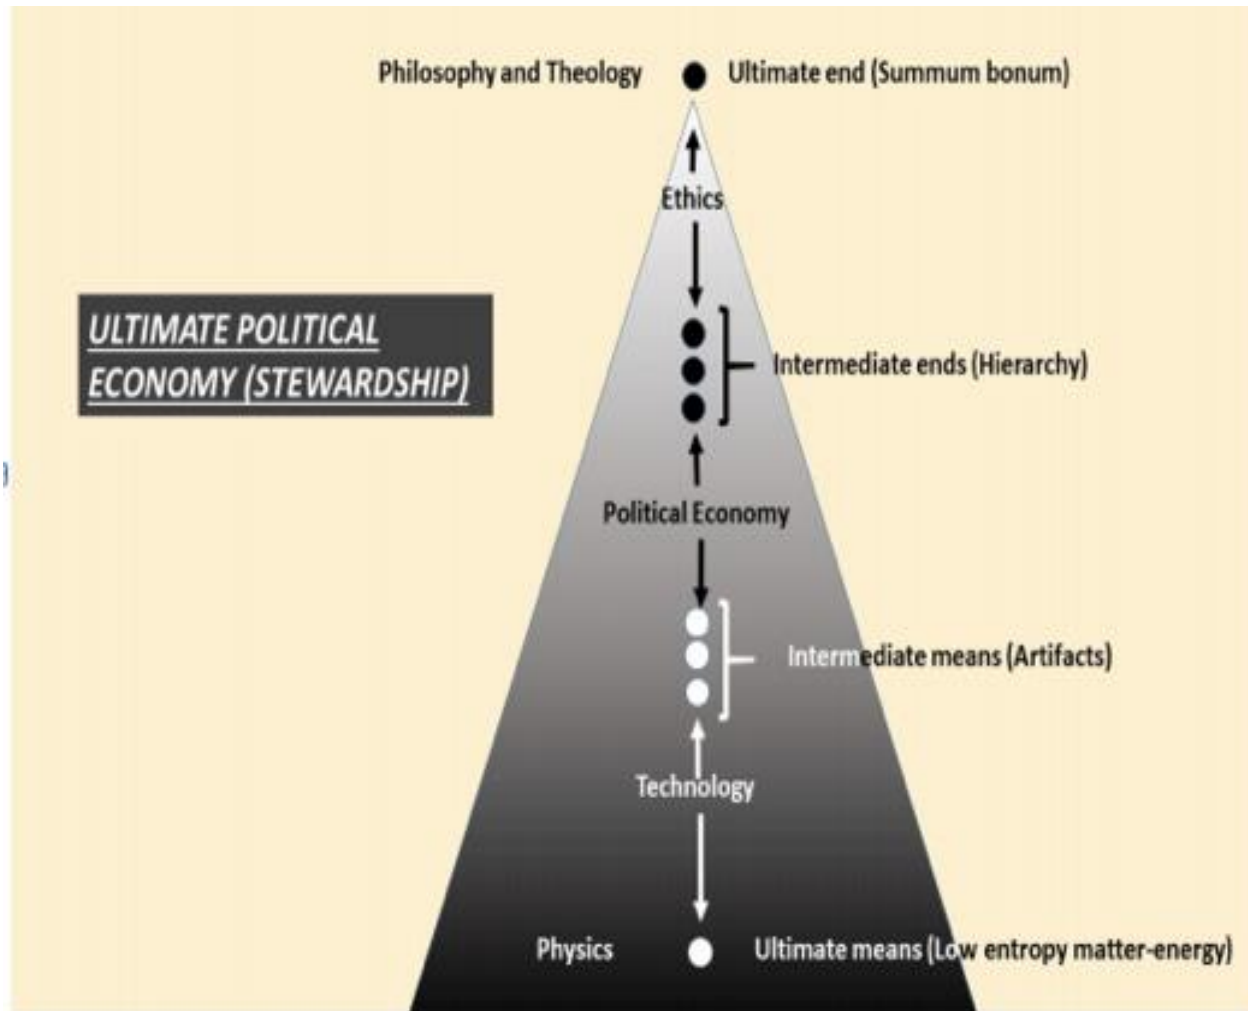 Philosophy and Theology Ultimate end (Summum bonum)
Ethics
ULTIMATE POLITICAL
ECONOMY (STEWARDSHIP)
Intermediate ends (Hierarchy)
Political Economy
Intermediate means (Artifacts)
Technology
Physics Ultimate means (Low entropy matter-energy)